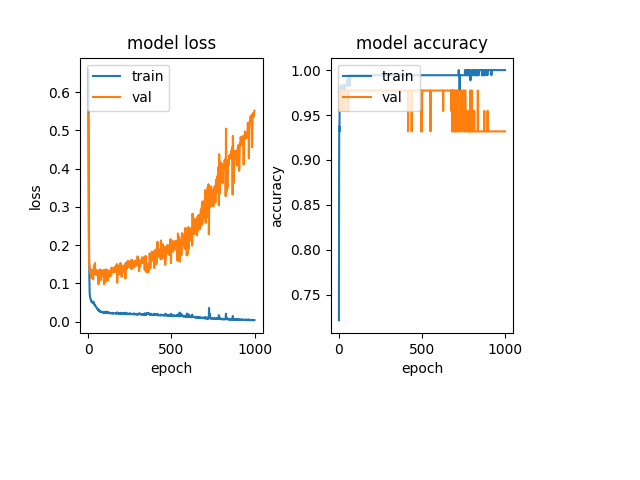 model loss
train
val
0.6
0.5
0.4
0.3
0.2
0.1
0.0
loss
0
500
1000
epoch
model accuracy
train
val
1.00
0.95
0.90
0.85
0.80
0.75
accuracy
0
500
1000
epoch